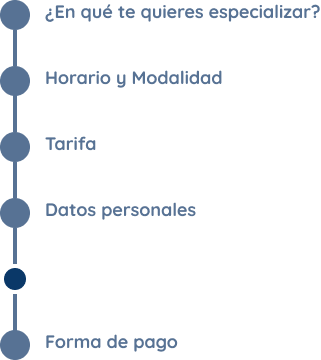 ¿En qué te quieres especializar?
Horario y Modalidad
Tarifa
Datos personales
Forma de pago